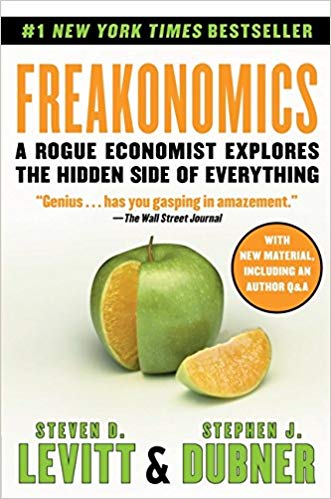 #1 NEW YORK TIMES BESTSELLER
FREAKONOMICS
A ROGUE ECONOMIST EXPLORES
THE HIDDEN SIDE OF EVERYTHING
“Genius . . . has you gasping in amazement.”
—The Wall Street Journal
WITH
NEW MATERIAL,
INCLUDING AN
AUTHOR Q&A
STEVEN D.
LEVITT
&
STEPHEN J.
DUBNER